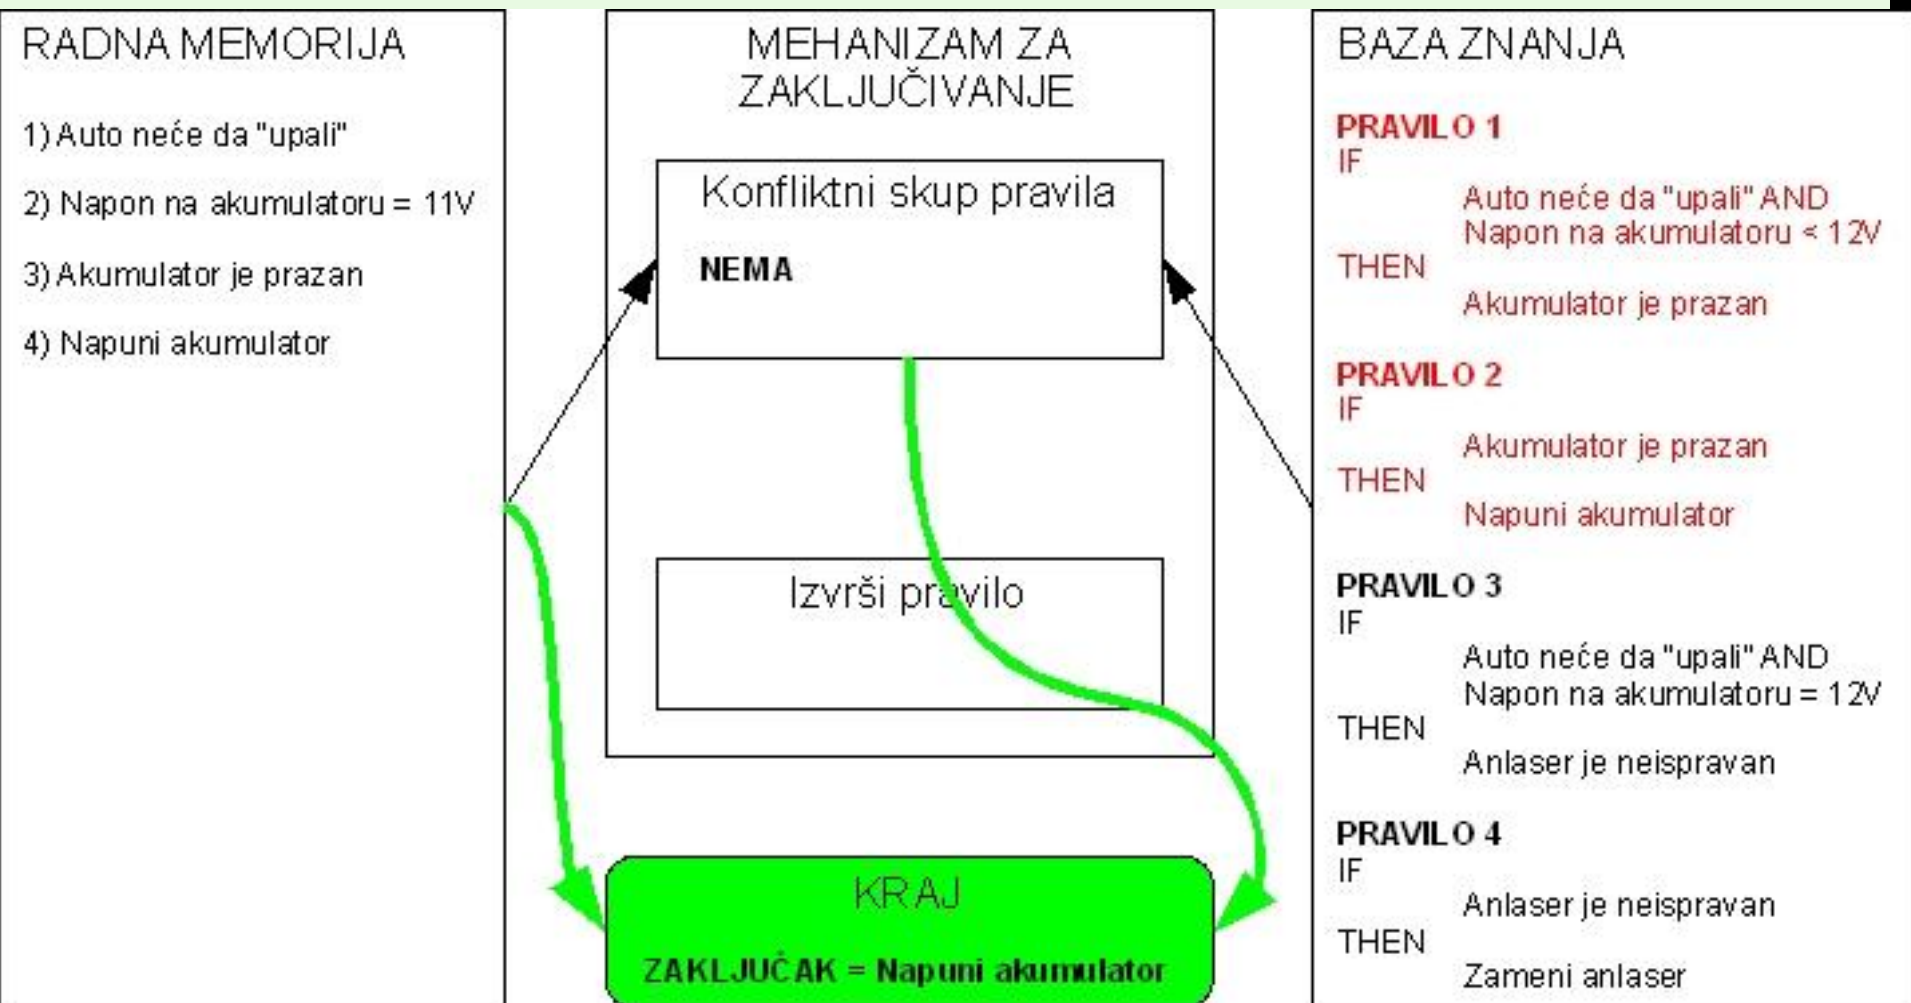 RADNA MEMORIJA
1) Auto neće da "upali"
2) Napon na akumulatoru = 11V
3) Akumulator je prazan
4) Napuni akumulator
MEHANIZAM ZA
ZAKLJUČIVANJE
Konfliktni skup pravila
NEMA
Izvrši pravilo
KRAJ
ZAKLJUČAK = Napuni akumulator
BAZA ZNANJA
PRAVILO 1
IF
Auto neće da "upali" AND
Napon na akumulatoru < 12V
THEN
Akumulator je prazan
PRAVILO 2
IF
Akumulator je prazan
THEN
Napuni akumulator
PRAVILO 3
IF
Auto neće da "upali" AND
Napon na akumulatoru = 12V
THEN
Anlaser je neispravan
PRAVILO 4
IF
Anlaser je neispravan
THEN
Zameni anlaser